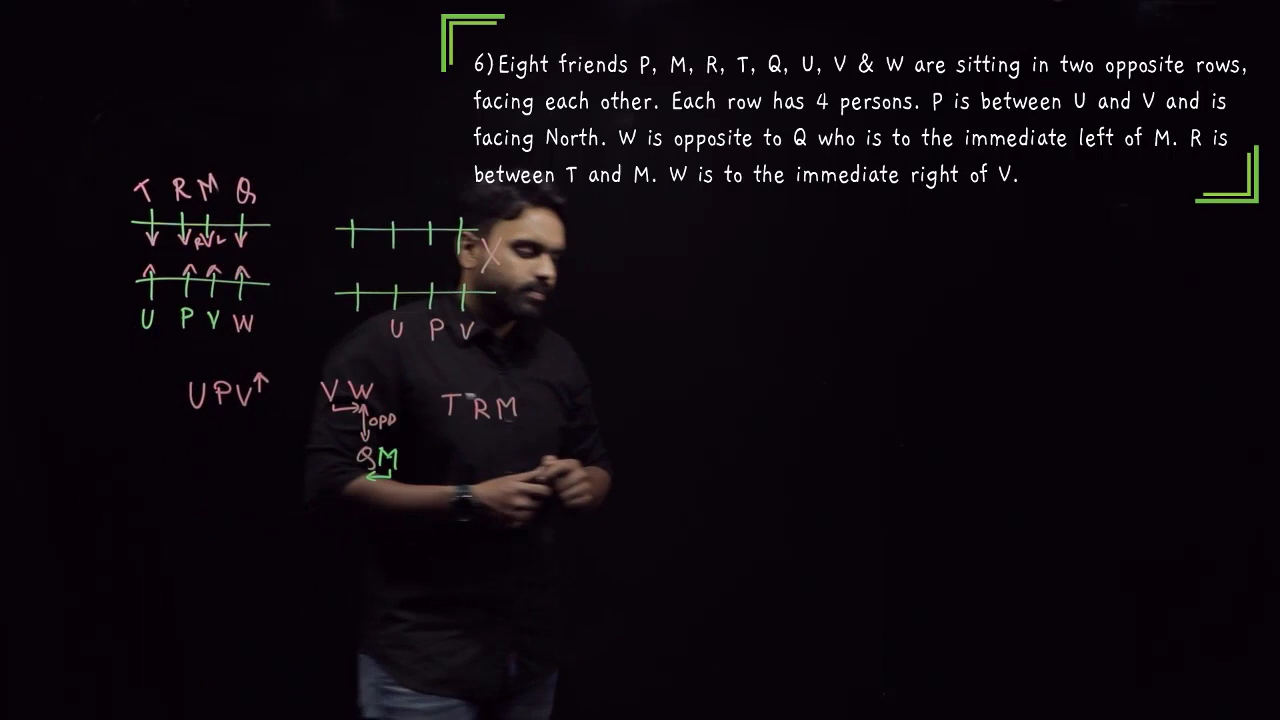 6) Eight friends P, M, R, T, Q, U, V & W are sitting in two opposite rows,
facing each other. Each row has 4 persons. P is between U and V and is
facing North. W is opposite to Q who is to the immediate left of M. R is
between T and M. W is to the immediate right of V.
T R M Q
R L
X
U P V W
U P V
U P V
V W
T R M
OPP
Q M